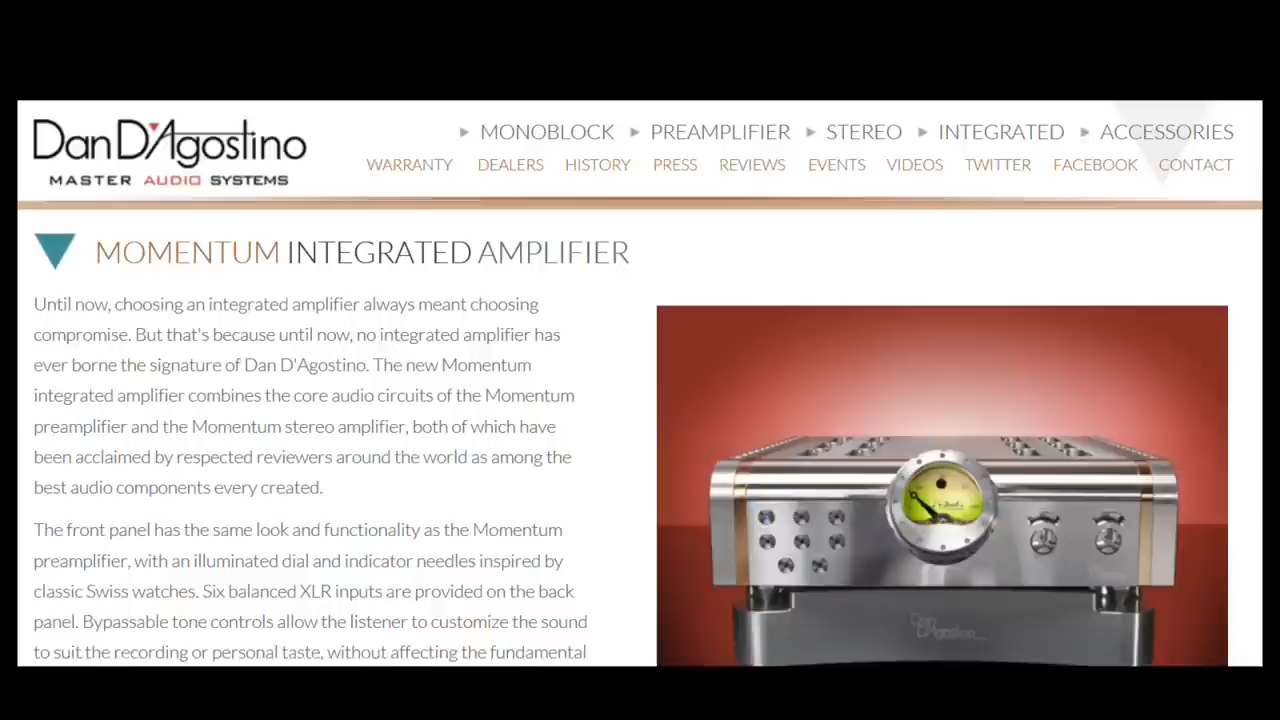 Dan D'Agostino
MASTER AUDIO SYSTEMS
MONOBLOCK PREAMPLIFIER STEREO INTEGRATED ACCESSORIES
WARRANTY DEALERS HISTORY PRESS REVIEWS EVENTS VIDEOS TWITTER FACEBOOK CONTACT
MOMENTUM INTEGRATED AMPLIFIER
Until now, choosing an integrated amplifier always meant choosing
compromise. But that's because until now, no integrated amplifier has
ever borne the signature of Dan D'Agostino. The new Momentum
integrated amplifier combines the core audio circuits of the Momentum
preamplifier and the Momentum stereo amplifier, both of which have
been acclaimed by respected reviewers around the world as among the
best audio components every created.
The front panel has the same look and functionality as the Momentum
preamplifier, with an illuminated dial and indicator needles inspired by
classic Swiss watches. Six balanced XLR inputs are provided on the back
panel. Bypassable tone controls allow the listener to customize the sound
to suit the recording or personal taste, without affecting the fundamental
Dan
D'Agostino